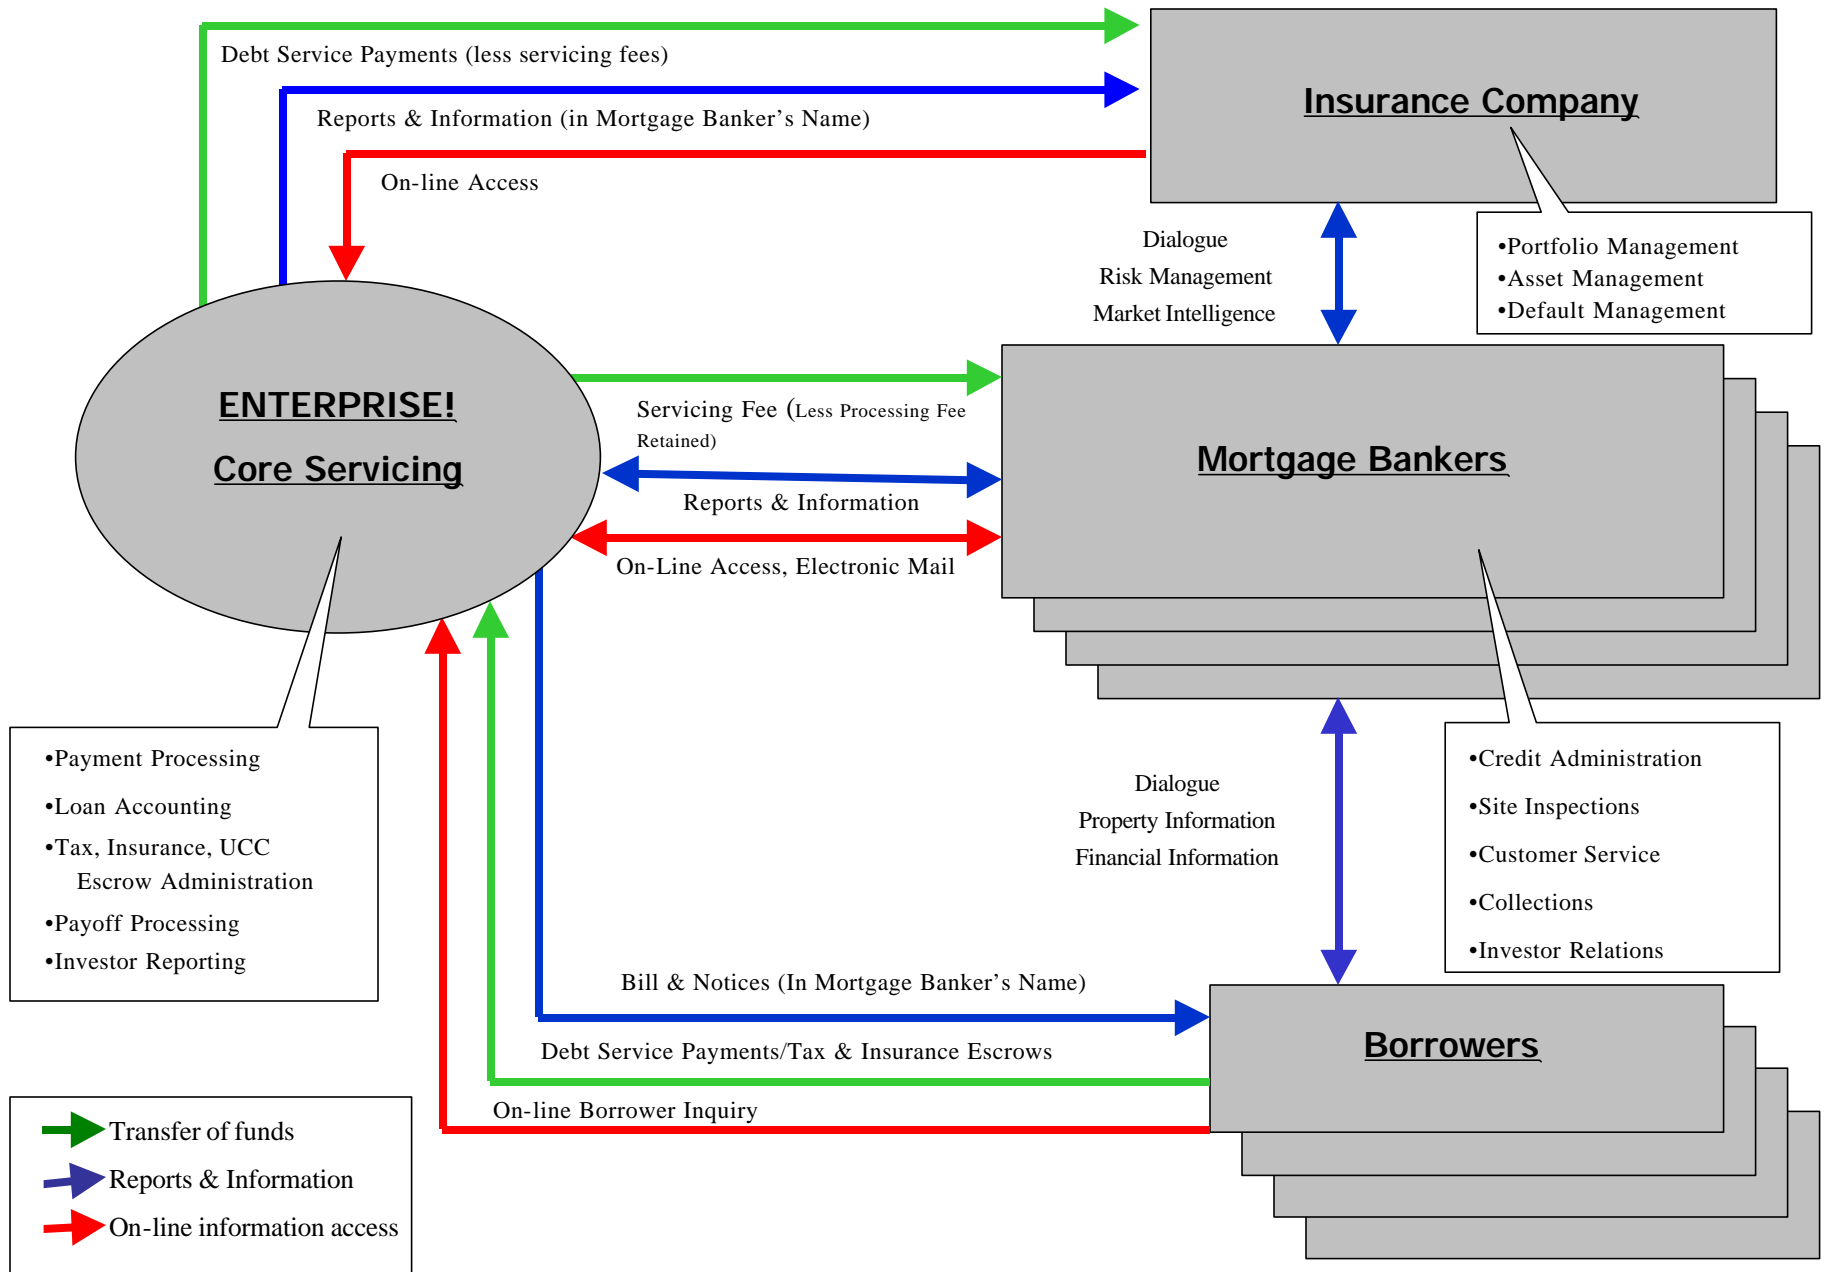 Debt Service Payments (less servicing fees)
Insurance Company
Reports & Information (in Mortgage Banker’s Name)
On-line Access
Dialogue
Risk Management
Market Intelligence
•Portfolio Management
•Asset Management
•Default Management
ENTERPRISE!
Core Servicing
Servicing Fee (Less Processing Fee
Retained)
Reports & Information
On-Line Access, Electronic Mail
Mortgage Bankers
•Payment Processing
•Loan Accounting
•Tax, Insurance, UCC
Escrow Administration
•Payoff Processing
•Investor Reporting
Dialogue
Property Information
Financial Information
•Credit Administration
•Site Inspections
•Customer Service
•Collections
•Investor Relations
Bill & Notices (In Mortgage Banker’s Name)
Debt Service Payments/Tax & Insurance Escrows
On-line Borrower Inquiry
Borrowers
Transfer of funds
Reports & Information
On-line information access